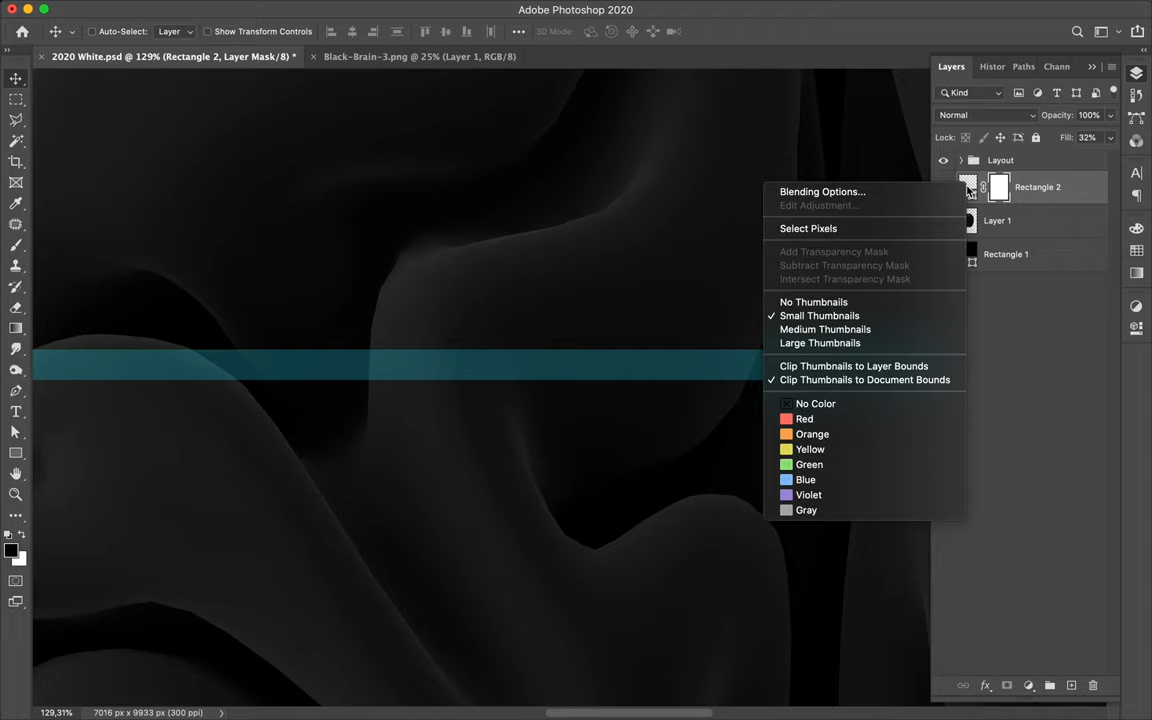 Adobe Photoshop 2020
Auto-Select: Layer Show Transform Controls 3D Mode:
2020 White.psd @ 129% (Rectangle 2, Layer Mask/8) * Black-Brain-3.png @ 25% (Layer 1, RGB/8)
Layers Histor Paths Chann
Kind
Normal Opacity: 100%
Lock: Fill: 32%
Layout
Rectangle 2
Layer 1
Rectangle 1
Blending Options...
Edit Adjustment...
Select Pixels
Add Transparency Mask
Subtract Transparency Mask
Intersect Transparency Mask
No Thumbnails
✓ Small Thumbnails
Medium Thumbnails
Large Thumbnails
Clip Thumbnails to Layer Bounds
✓ Clip Thumbnails to Document Bounds
No Color
Red
Orange
Yellow
Green
Blue
Violet
Gray
129,31% 7016 px x 9933 px (300 ppi)